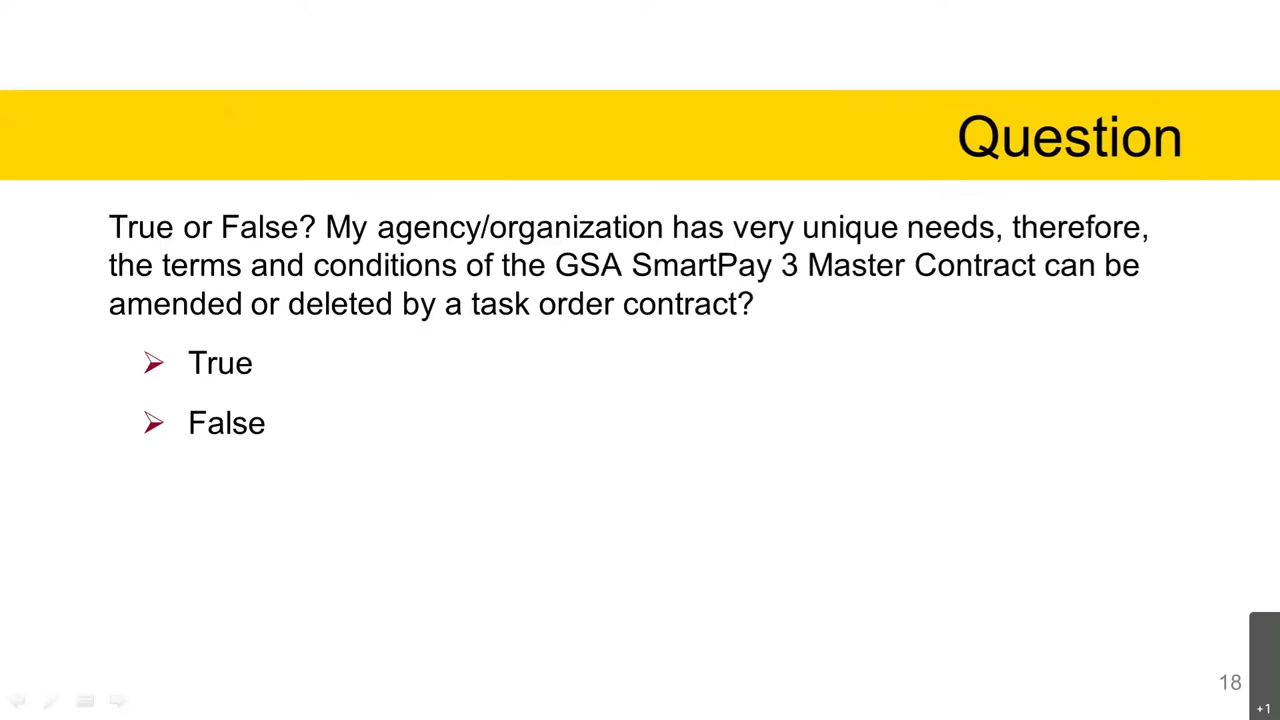 Question
True or False? My agency/organization has very unique needs, therefore,
the terms and conditions of the GSA SmartPay 3 Master Contract can be
amended or deleted by a task order contract?
True
False
18
+1